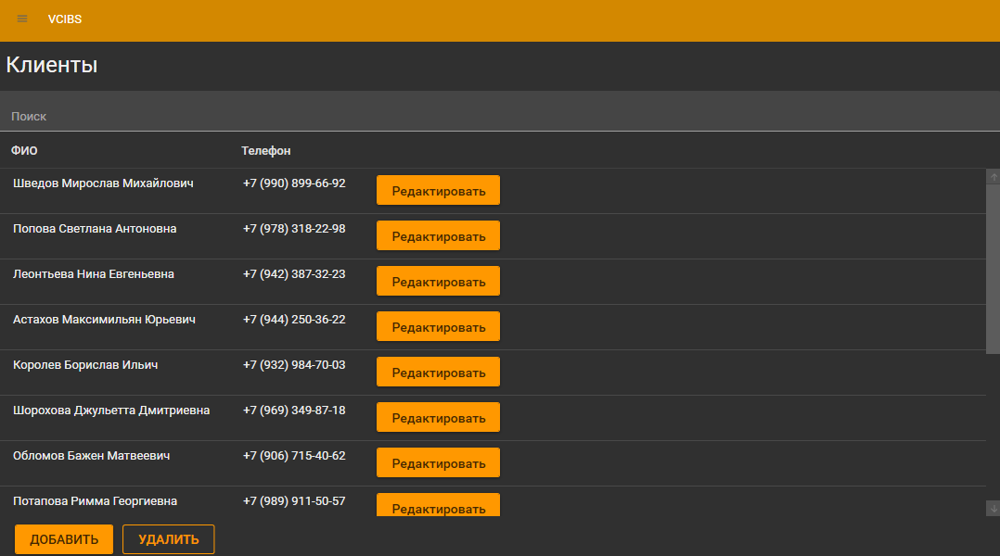 VCIBS
Клиенты
Поиск
ФИО Телефон
Шведов Мирослав Михайлович +7 (990) 899-66-92 Редактировать
Попова Светлана Антоновна +7 (978) 318-22-98 Редактировать
Леонтьева Нина Евгеньевна +7 (942) 387-32-23 Редактировать
Астахов Максимильян Юрьевич +7 (944) 250-36-22 Редактировать
Королев Борислав Ильич +7 (932) 984-70-03 Редактировать
Шорохова Джульетта Дмитриевна +7 (969) 349-87-18 Редактировать
Обломов Бажен Матвеевич +7 (906) 715-40-62 Редактировать
Потапова Римма Георгиевна +7 (989) 911-50-57 Редактировать
ДОБАВИТЬ УДАЛИТЬ